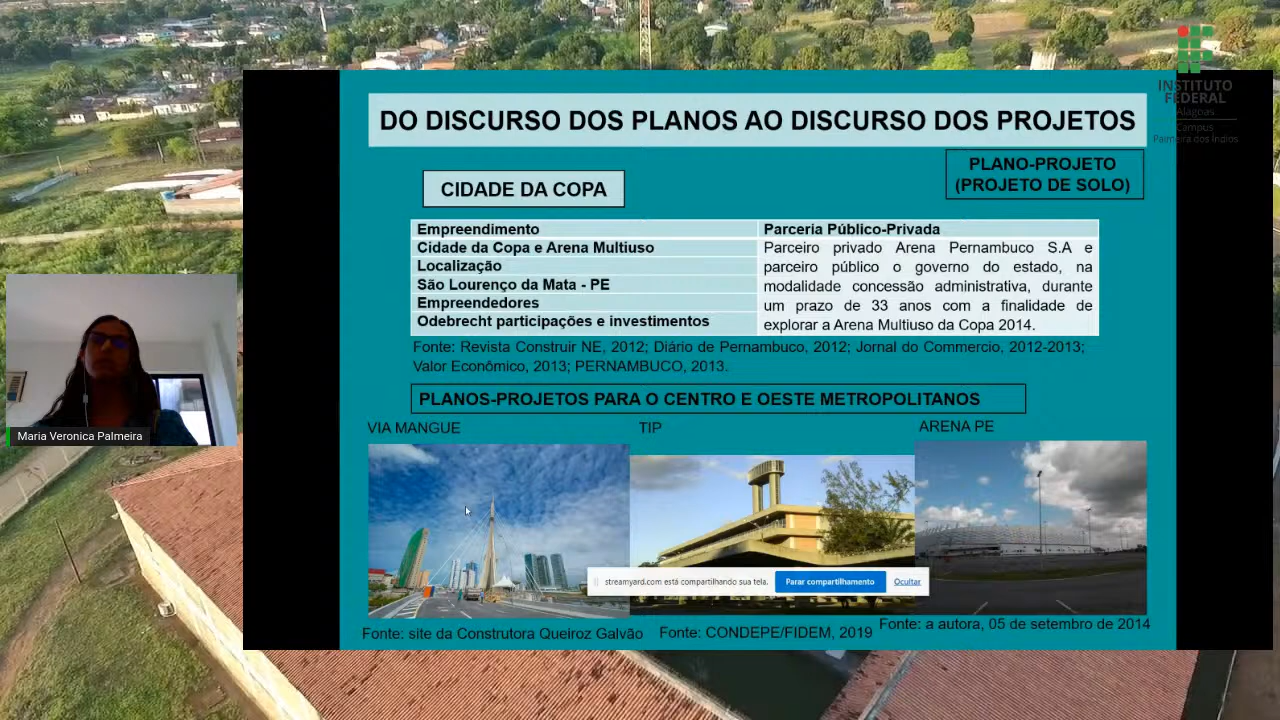 DO DISCURSO DOS PLANOS AO DISCURSO DOS PROJETOS
INSTITUTO
FEDERAL
Alagoas
Campus
Palmeira dos Índios
PLANO-PROJETO
(PROJETO DE SOLO)
CIDADE DA COPA
Empreendimento
Cidade da Copa e Arena Multiuso
Localização
São Lourenço da Mata - PE
Empreendedores
Odebrecht participações e investimentos
Parceria Público-Privada
Parceiro privado Arena Pernambuco S.A e
parceiro público o governo do estado, na
modalidade concessão administrativa, durante
um prazo de 33 anos com a finalidade de
explorar a Arena Multiuso da Copa 2014.
Fonte: Revista Construir NE, 2012; Diário de Pernambuco, 2012; Jornal do Commercio, 2012-2013;
Valor Econômico, 2013; PERNAMBUCO, 2013.
PLANOS-PROJETOS PARA O CENTRO E OESTE METROPOLITANOS
VIA MANGUE
TIP
ARENA PE
Maria Veronica Palmeira
streamyard.com está compartilhando sua tela.
Parar compartilhamento
Ocultar
Fonte: site da Construtora Queiroz Galvão
Fonte: CONDEPE/FIDEM, 2019
Fonte: a autora, 05 de setembro de 2014